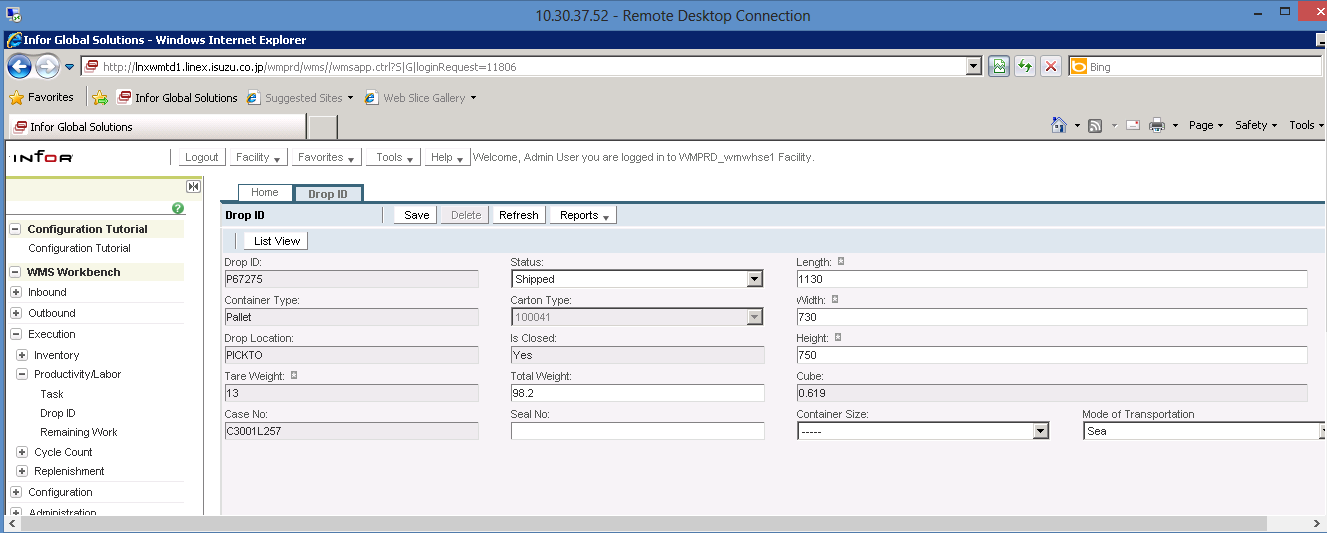 10.30.37.52 - Remote Desktop Connection
Infor Global Solutions - Windows Internet Explorer
http://lnxwmtd1.linex.isuzu.co.jp/wmprd/wms//wmsapp.ctrl?S|G|loginRequest=11806
Bing
Favorites Infor Global Solutions Suggested Sites Web Slice Gallery
Infor Global Solutions Page Safety Tools
INFOR Logout Facility Favorites Tools Help Welcome, Admin User you are logged in to WMPRD_wmwhse1 Facility.
Home Drop ID
Drop ID Save Delete Refresh Reports
List View
Configuration Tutorial
Configuration Tutorial
WMS Workbench
Inbound
Outbound
Execution
Inventory
Productivity/Labor
Task
Drop ID
Remaining Work
Cycle Count
Replenishment
Configuration
Administration
Drop ID: Status: Length:
P67275 Shipped 1130
Container Type: Carton Type: Width:
Pallet 100041 730
Drop Location: Is Closed: Height:
PICKTO Yes 750
Tare Weight: Total Weight: Cube:
13 98.2 0.619
Case No: Seal No: Container Size: Mode of Transportation
C3001L257 ----- Sea